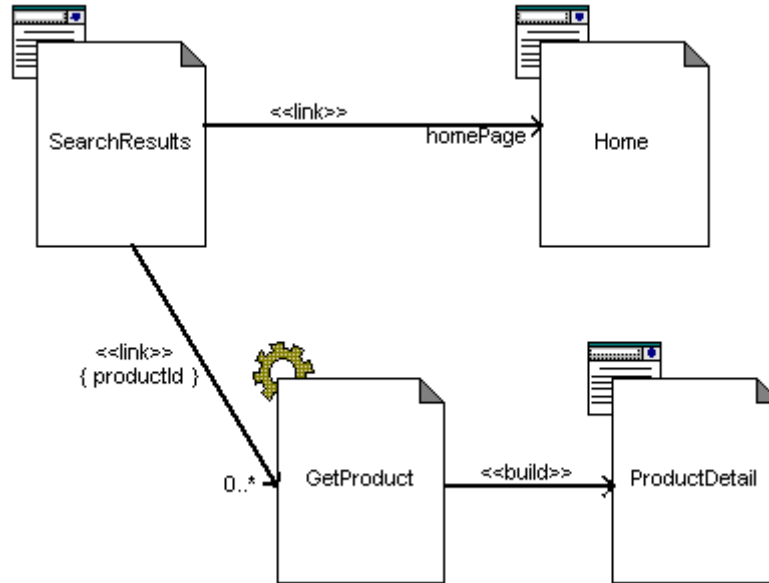 <<link>>
homePage
SearchResults
Home
<<link>>
{ productId }
0..*
GetProduct
<<build>>
ProductDetail